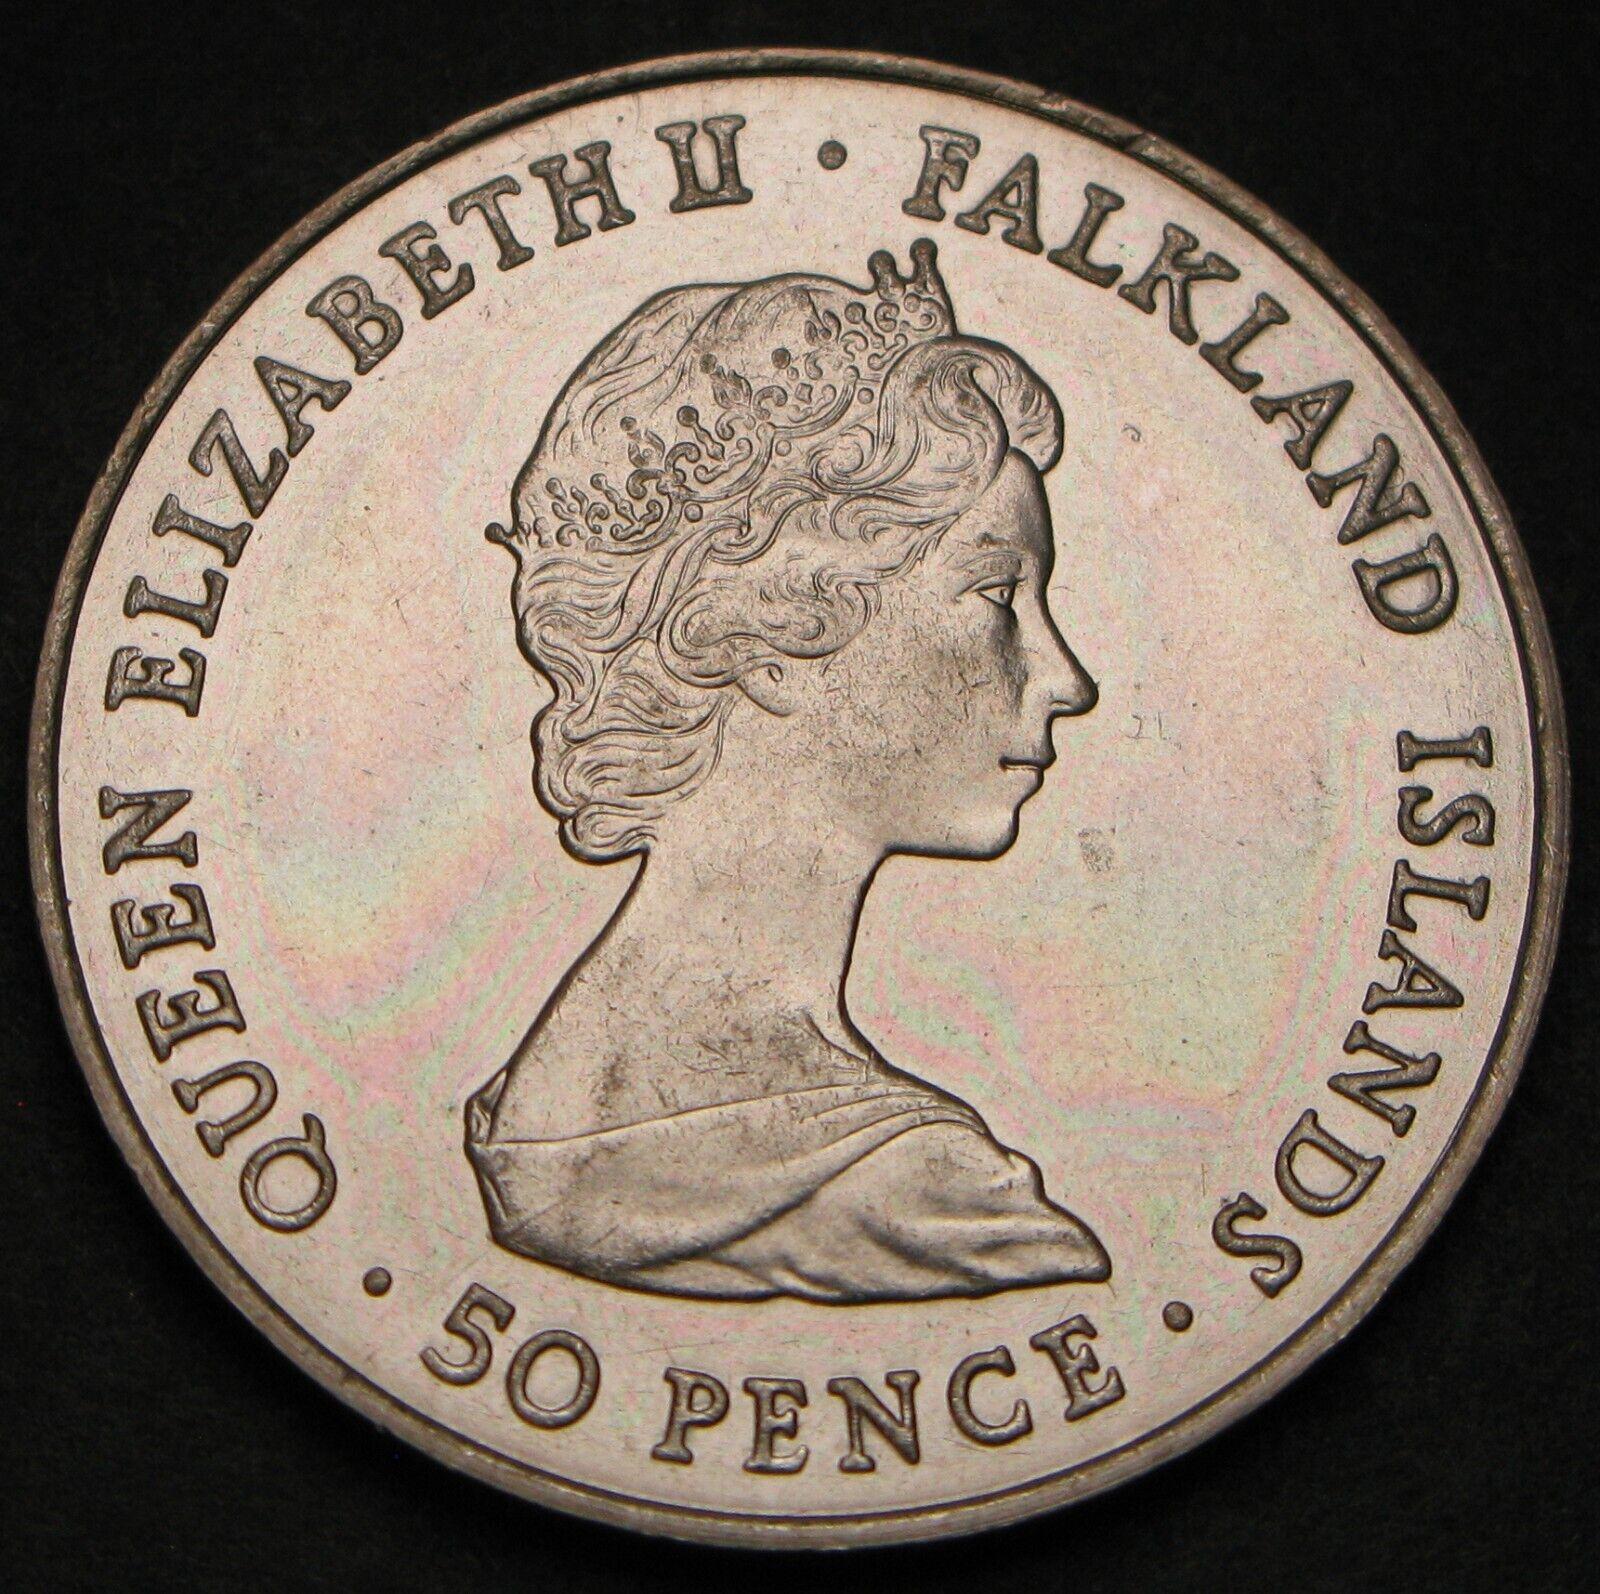 QUEEN ELIZABETH II · FALKLAND ISLANDS
· 50 PENCE ·